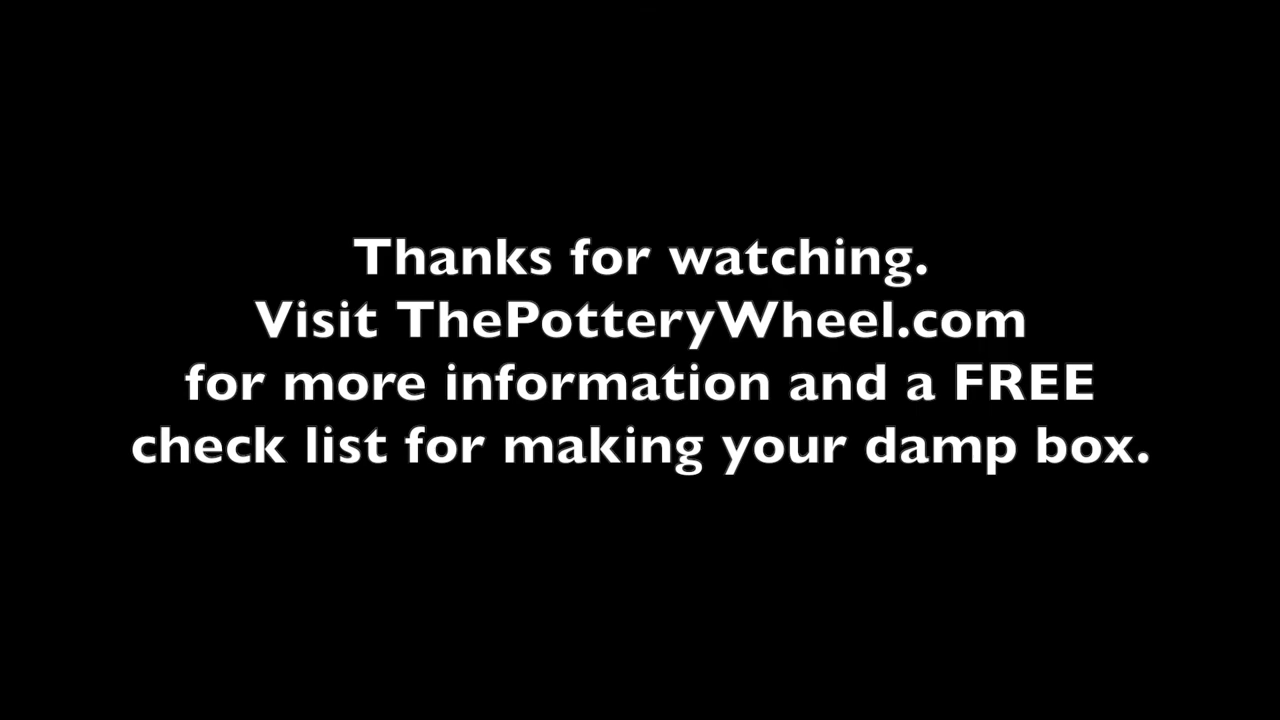 Thanks for watching.
Visit ThePotteryWheel.com
for more information and a FREE
check list for making your damp box.